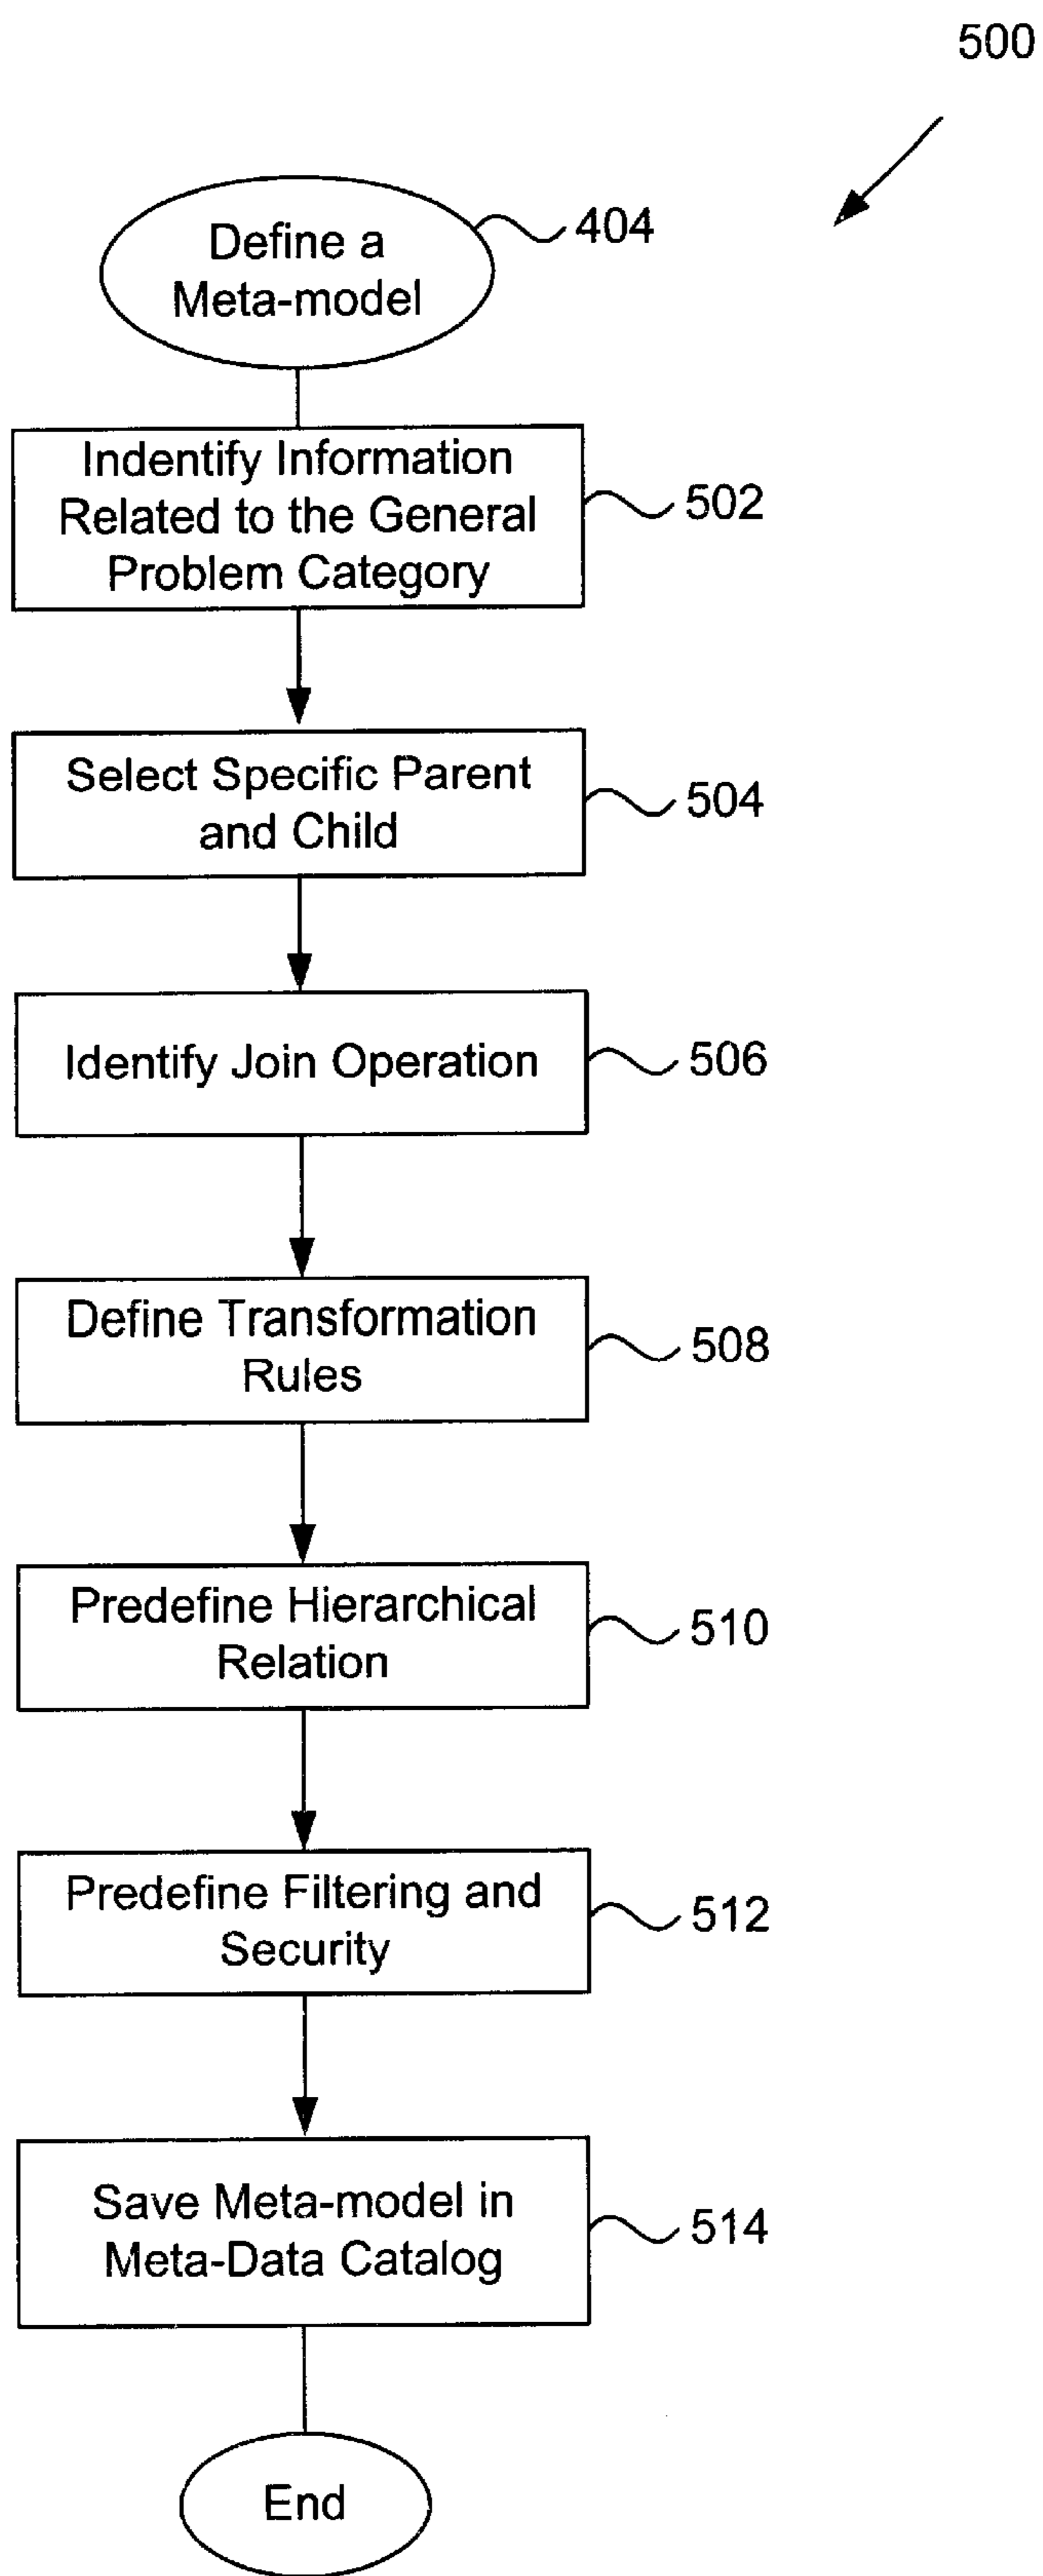 500
Define a
Meta-model
404
Indentify Information
Related to the General
Problem Category
502
Select Specific Parent
and Child
504
Identify Join Operation
506
Define Transformation
Rules
508
Predefine Hierarchical
Relation
510
Predefine Filtering and
Security
512
Save Meta-model in
Meta-Data Catalog
514
End